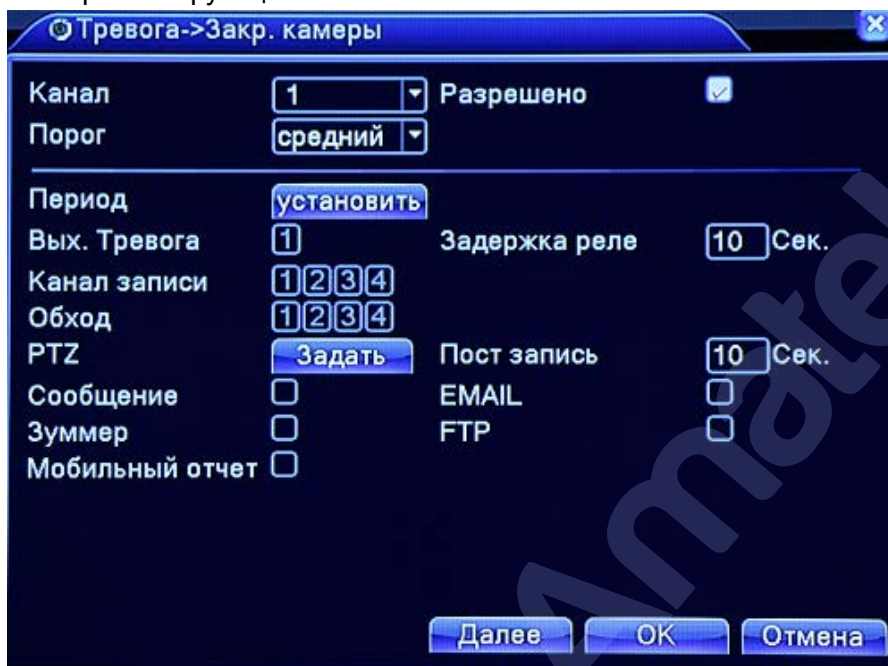 Тревога->Закр. камеры
Канал 1 Разрешено
Порог средний
Период установить
Вых. Тревога 1 Задержка реле 10 Сек.
Канал записи 1 2 3 4
Обход 1 2 3 4
PTZ Задать Пост запись 10 Сек.
Сообщение EMAIL
Зуммер FTP
Мобильный отчет
Далее OK Отмена
Amatek